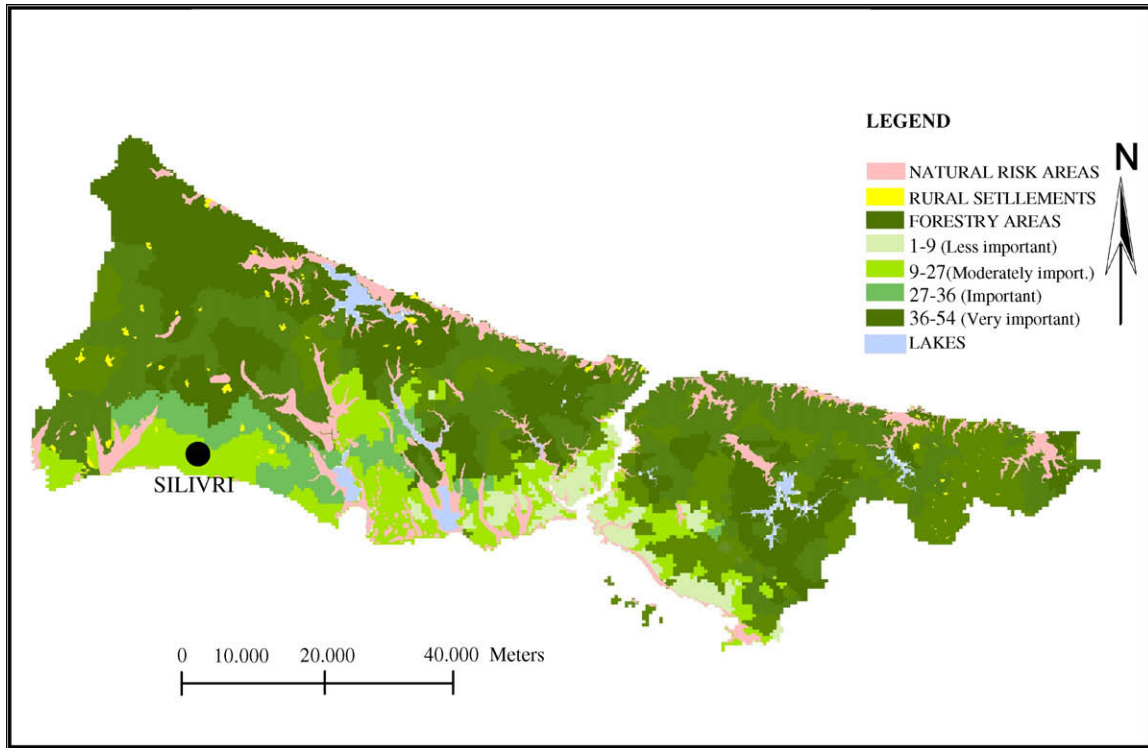 LEGEND
N
NATURAL RISK AREAS
RURAL SETLLEMENTS
FORESTRY AREAS
1-9 (Less important)
9-27(Moderately import.)
27-36 (Important)
36-54 (Very important)
LAKES
SILIVRI
0 10.000 20.000 40.000 Meters